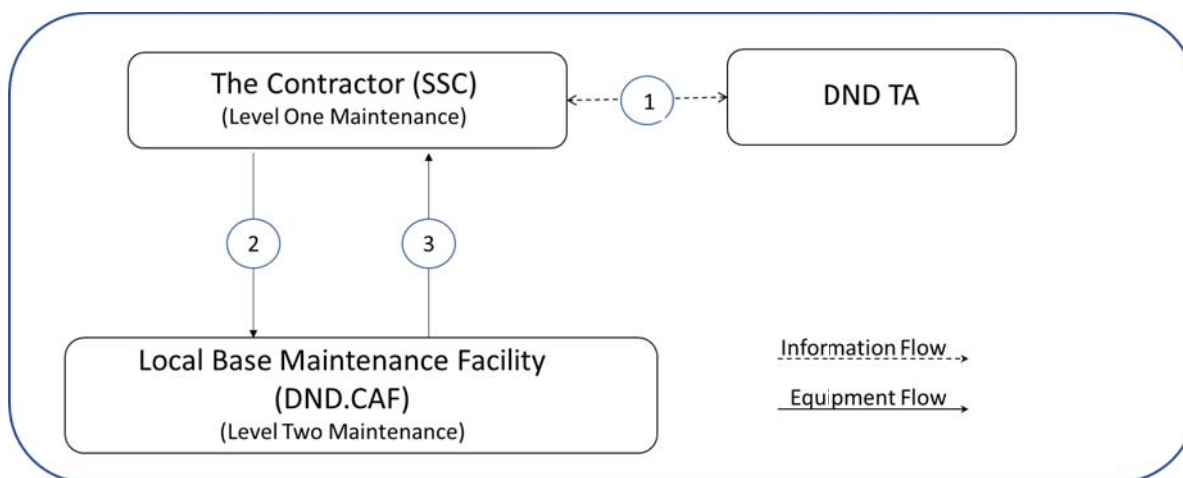 The Contractor (SSC)
(Level One Maintenance)
1
DND TA
2
3
Local Base Maintenance Facility
(DND.CAF)
(Level Two Maintenance)
Information Flow
Equipment Flow